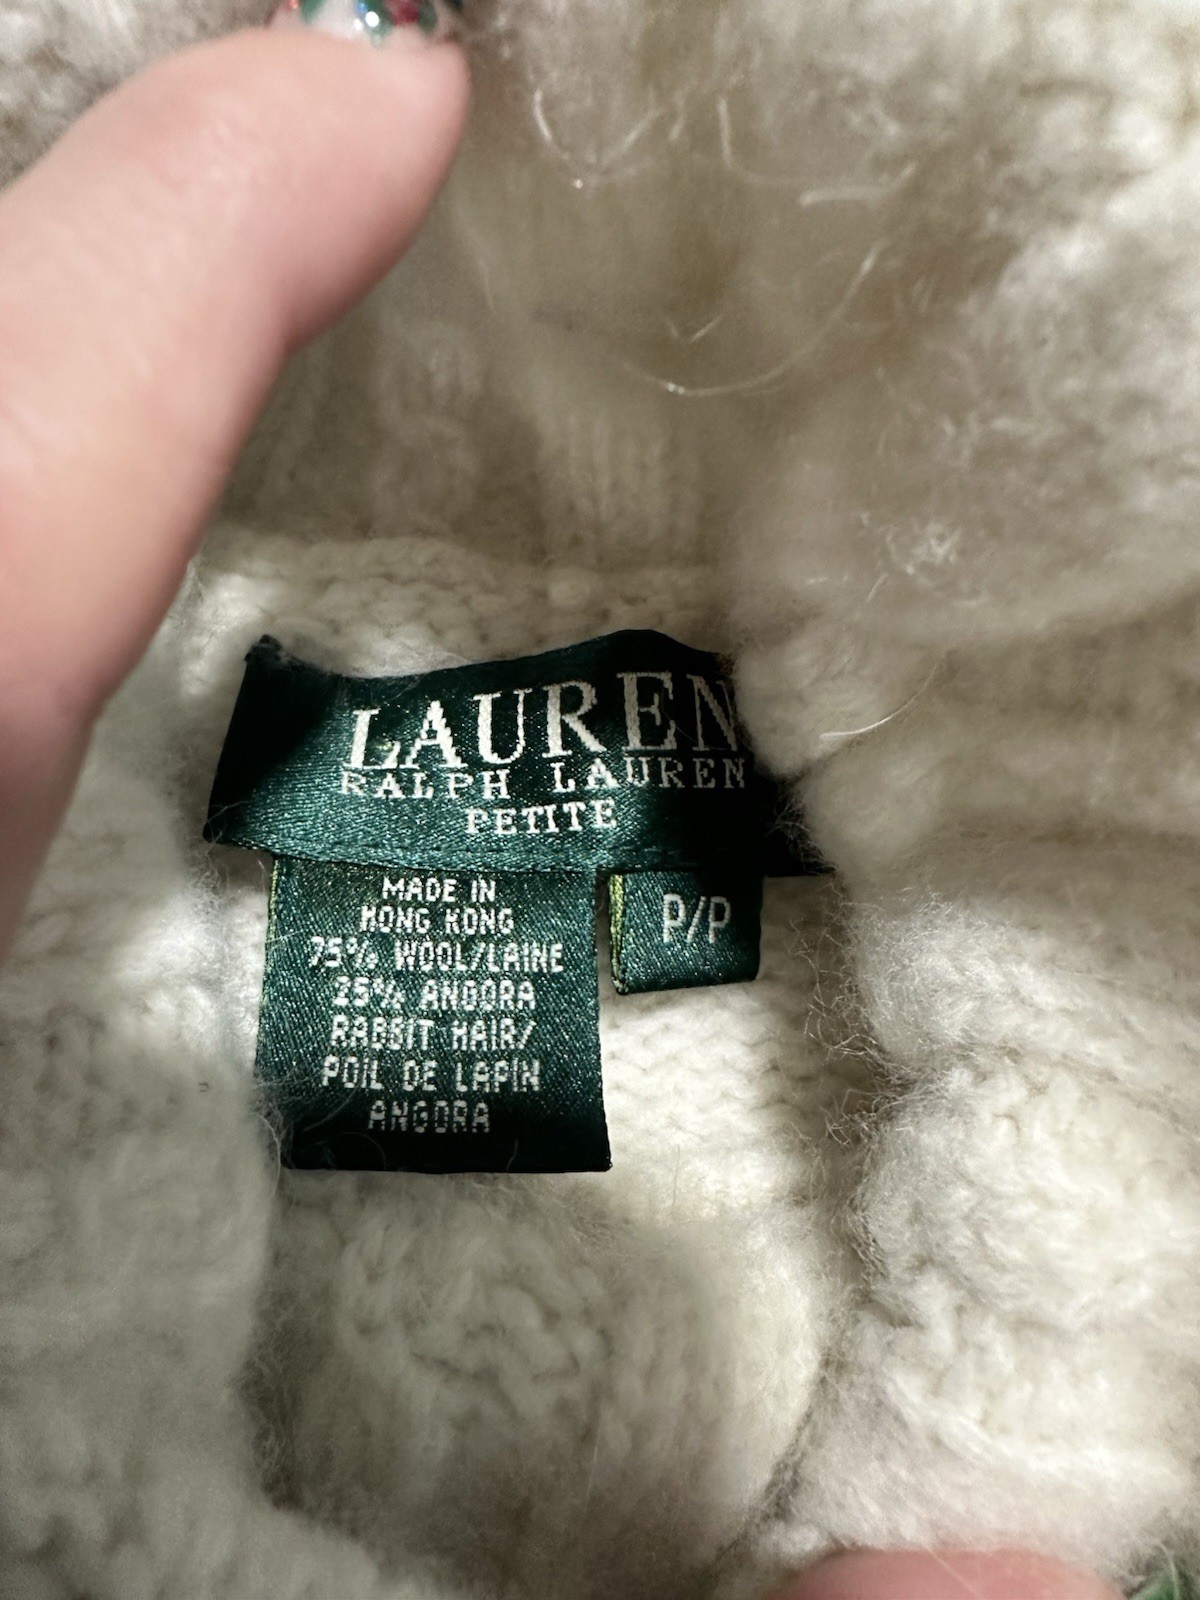 LAUREN
RALPH LAUREN
PETITE
MADE IN
HONG KONG
75% WOOL/LAINE
25% ANGORA
RABBIT HAIR/
POIL DE LAPIN
ANGORA
P/P